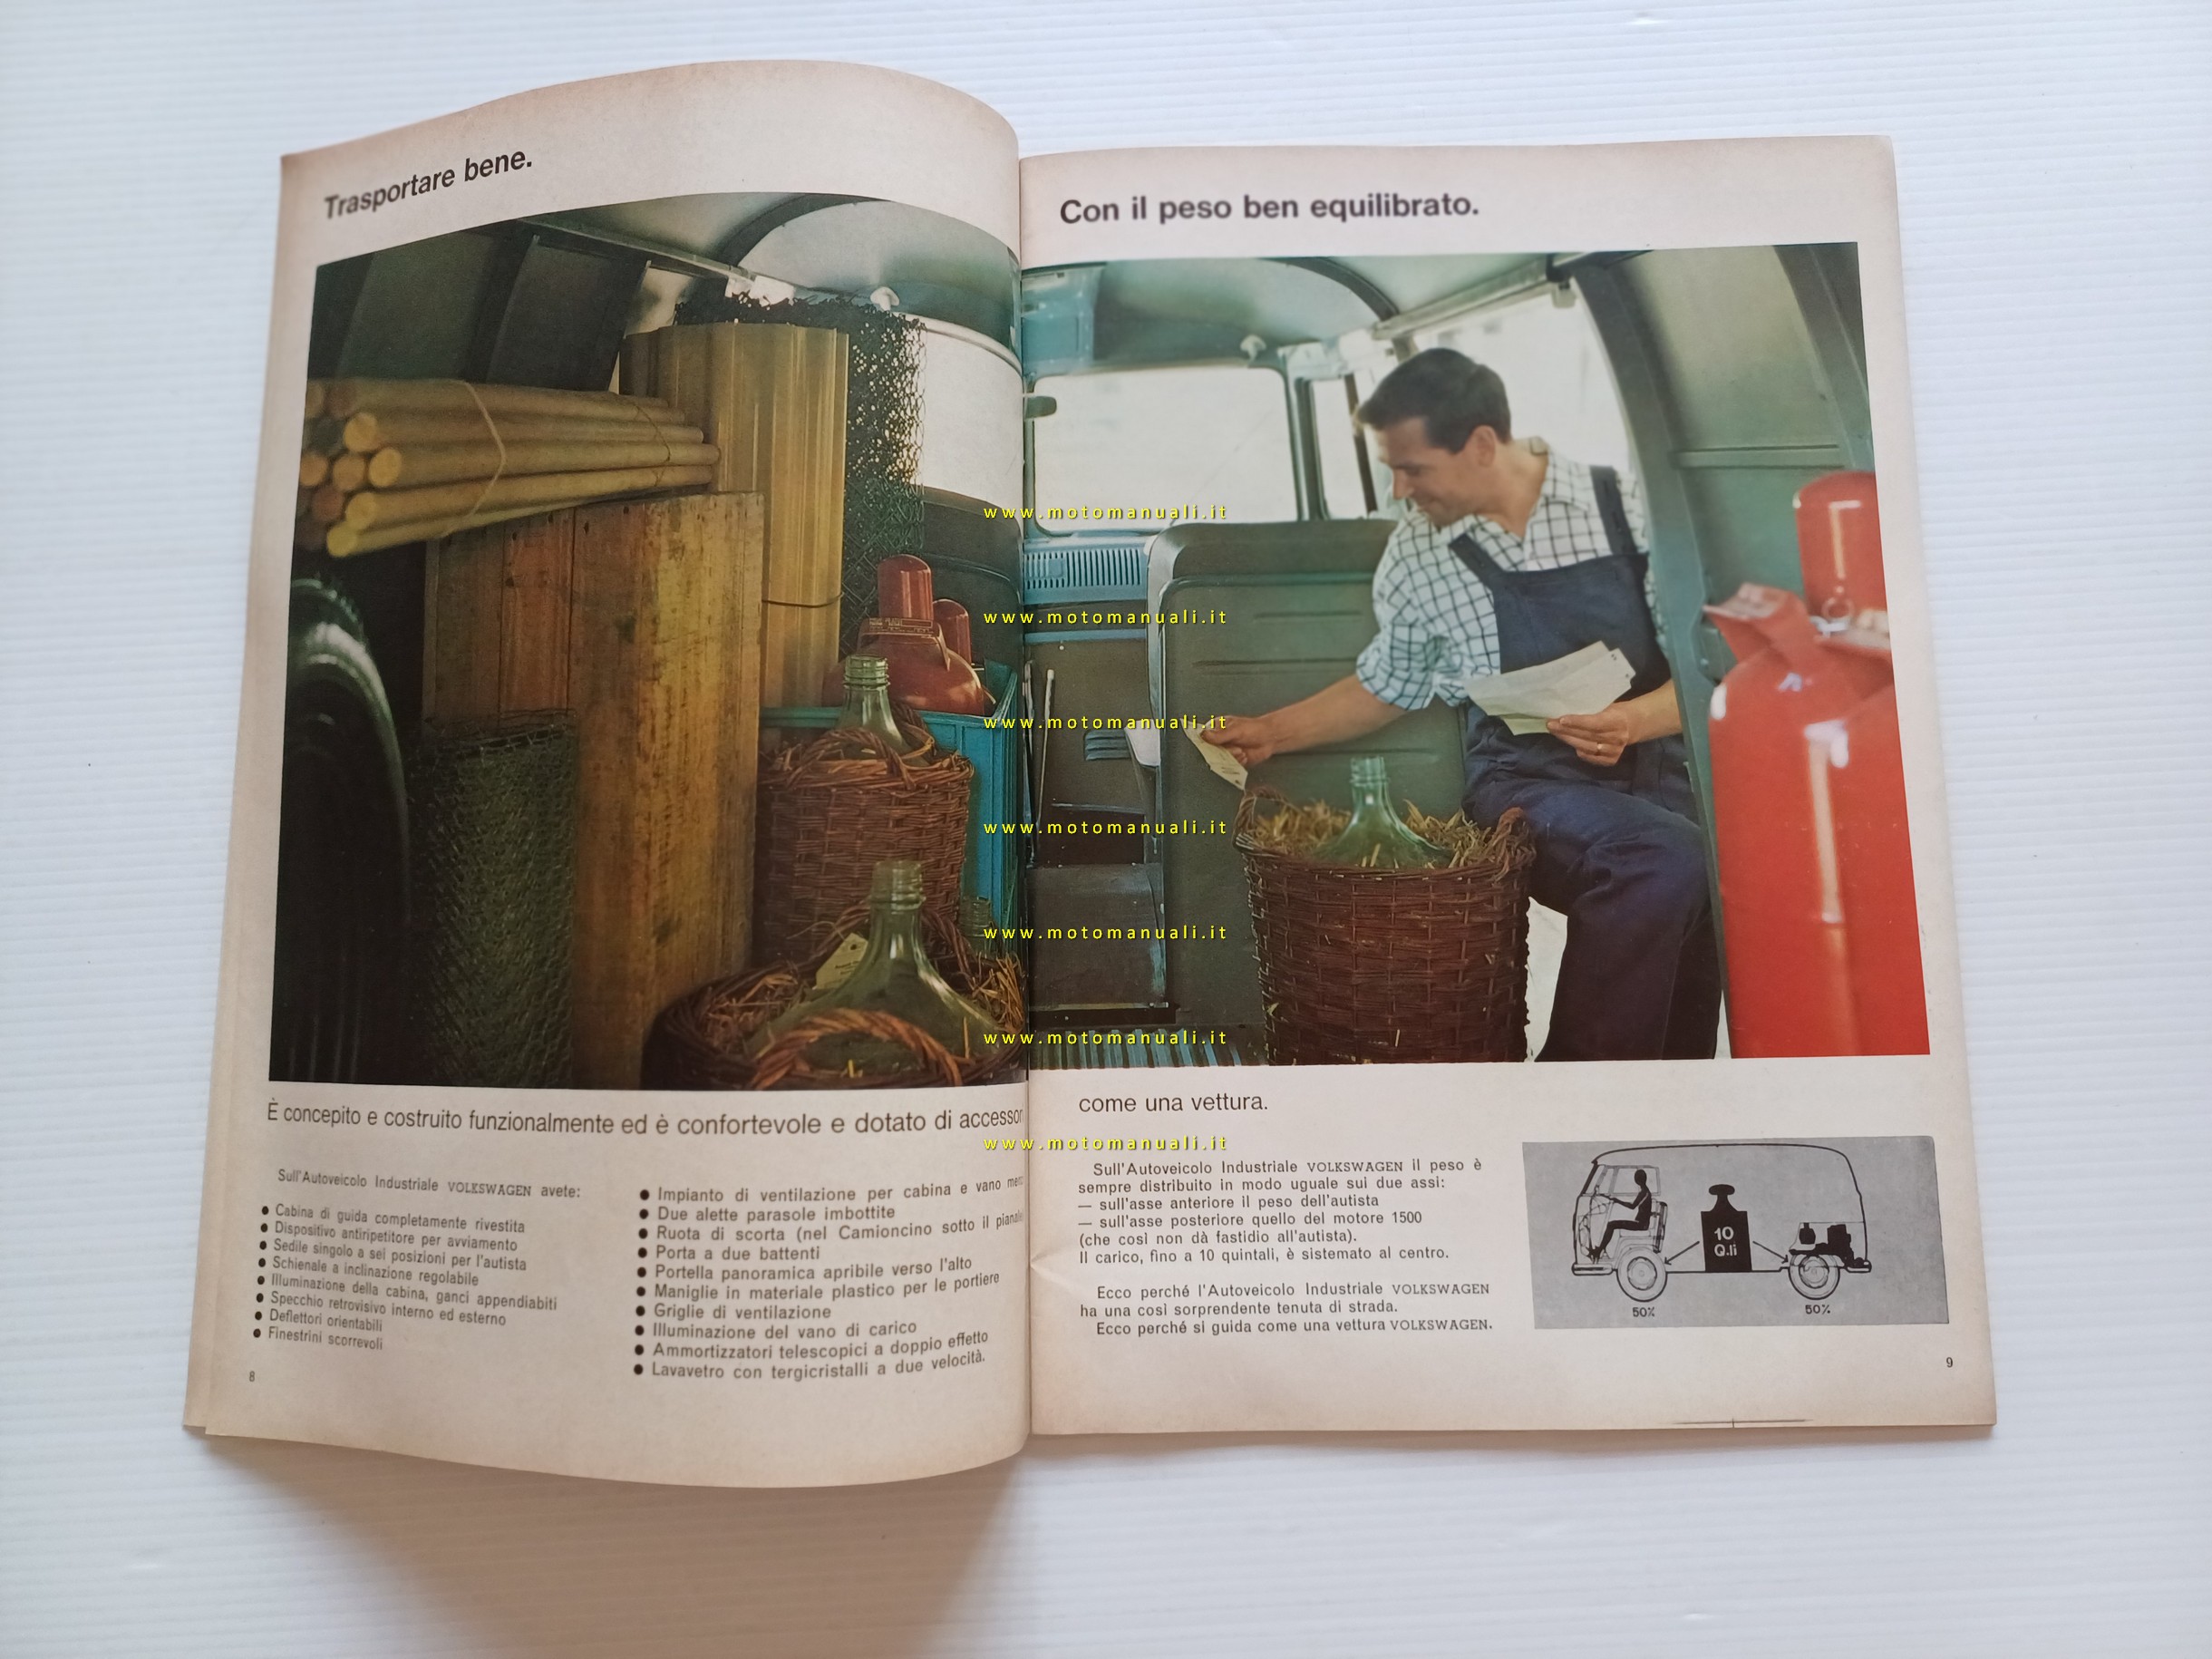 Trasportare bene.
È concepito e costruito funzionalmente ed è confortevole e dotato di
Sull'Autoveicolo Industriale VOLKSWAGEN avete:
● Cabina di guida completamente rivestita
● Dispositivo antiripetitore per avviamento
● Sedile singolo a sei posizioni per l'autista
● Schienale a inclinazione regolabile
● Illuminazione della cabina, ganci appendiabiti
● Specchio retrovisivo interno ed esterno
● Deflettori orientabili
● Finestrini scorrevoli
● Impianto di ventilazione per cabina e vano
● Due alette parasole imbottite
● Ruota di scorta (nel Camioncino sotto il
● Porta a due battenti
● Portella panoramica apribile verso l'alto
● Maniglie in materiale plastico per le portiere
● Griglie di ventilazione
● Illuminazione del vano di carico
● Ammortizzatori telescopici a doppio effetto
● Lavavetro con tergicristalli a due velocità.
8
Con il peso ben equilibrato.
come una vettura.
Sull'Autoveicolo Industriale VOLKSWAGEN il peso è
sempre distribuito in modo uguale sui due assi:
— sull'asse anteriore il peso dell'autista
— sull'asse posteriore quello del motore 1500
(che così non dà fastidio all'autista).
Il carico, fino a 10 quintali, è sistemato al centro.
Ecco perché l'Autoveicolo Industriale VOLKSWAGEN
ha una così sorprendente tenuta di strada.
Ecco perché si guida come una vettura VOLKSWAGEN.
10
Q.li
50%
50%
9
www.motomanuali.it
www.motomanuali.it
www.motomanuali.it
www.motomanuali.it
www.motomanuali.it
www.motomanuali.it
www.motomanuali.it